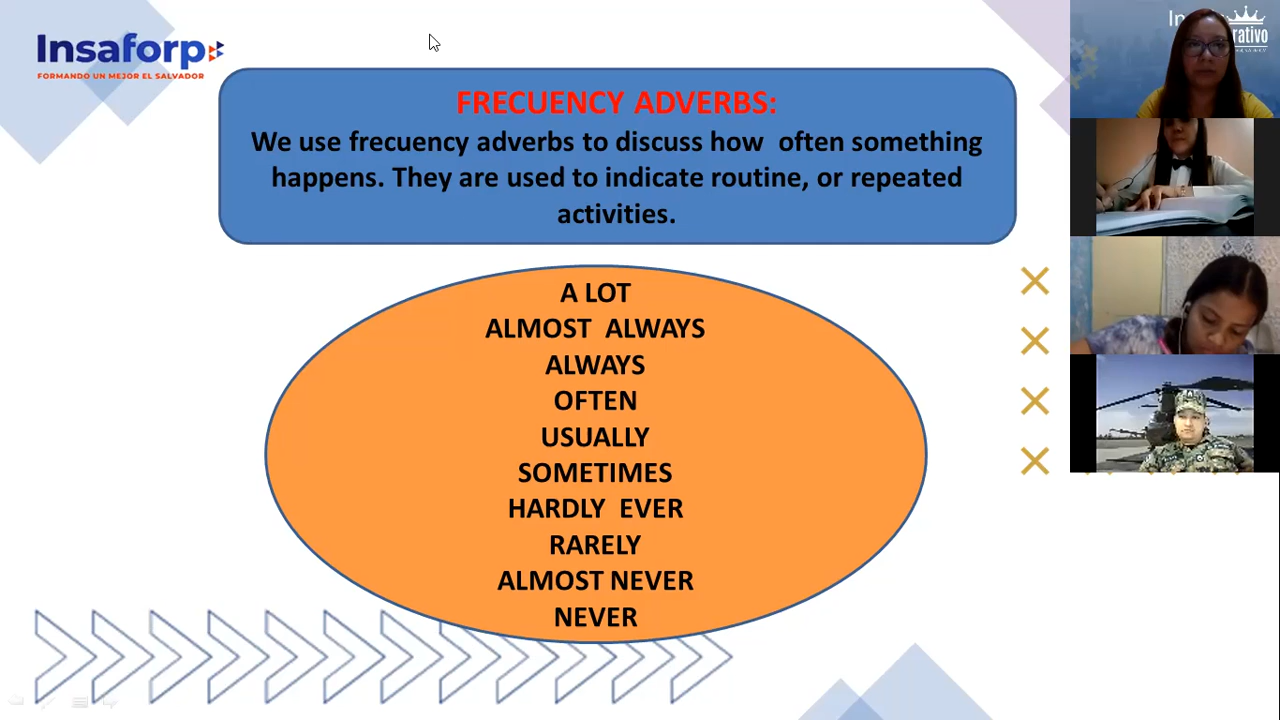 Insaforp
FORMANDO UN MEJOR EL SALVADOR
FRECUENCY ADVERBS:
We use frecuency adverbs to discuss how often something
happens. They are used to indicate routine, or repeated
activities.
A LOT
ALMOST ALWAYS
ALWAYS
OFTEN
USUALLY
SOMETIMES
HARDLY EVER
RARELY
ALMOST NEVER
NEVER